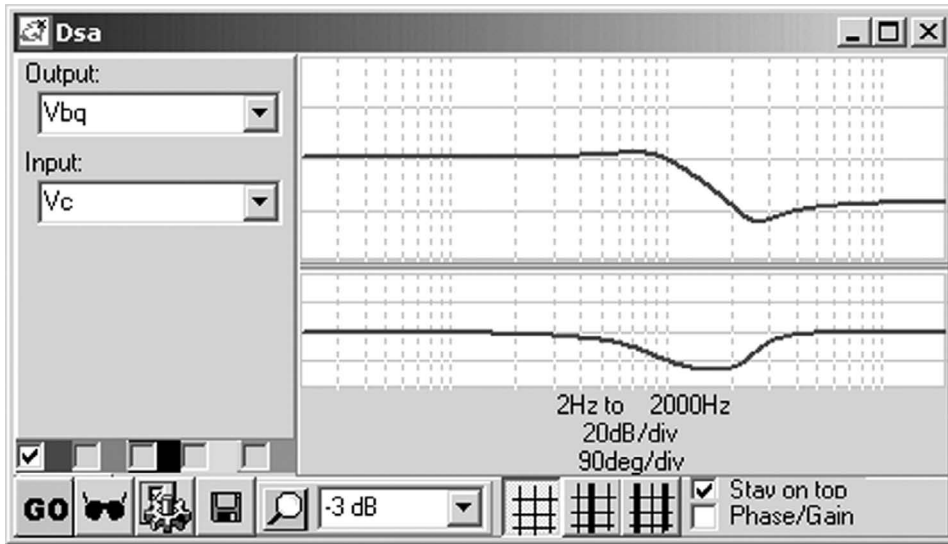 Dsa
Output:
Vbq
Input:
Vc
2Hz to 2000Hz
20dB/div
90deg/div
GO
-3 dB
Stay on top
Phase/Gain